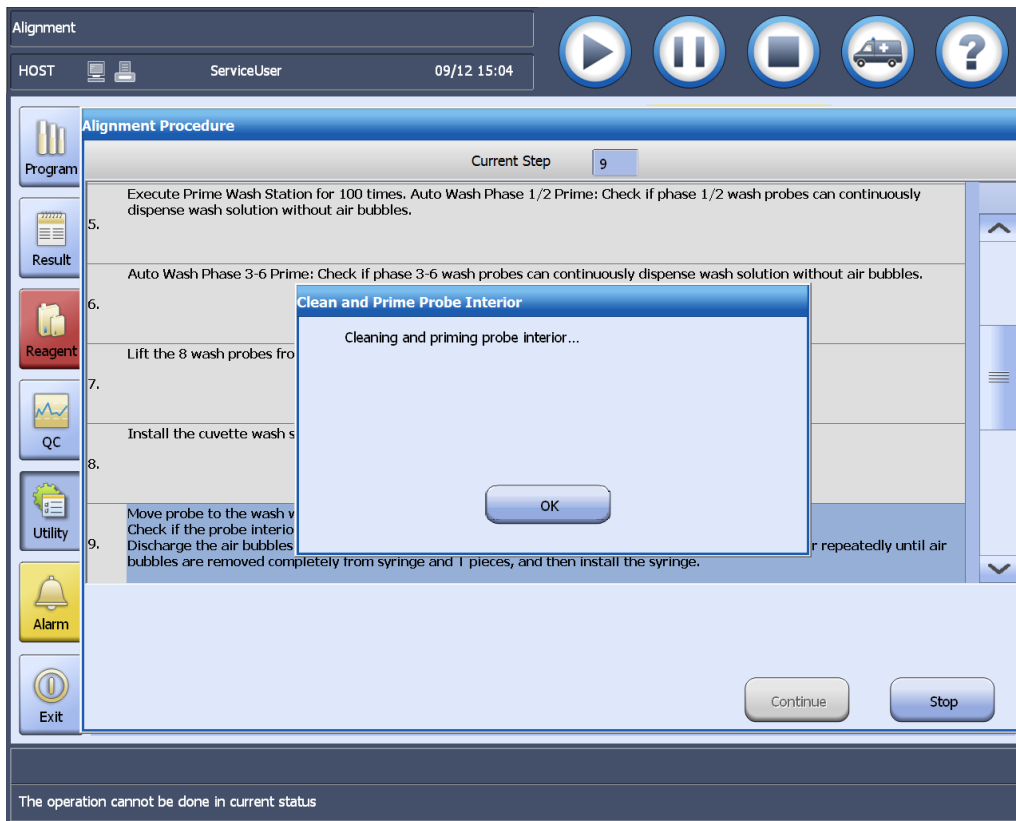 Alignment
HOST ServiceUser 09/12 15:04
?
Alignment Procedure
Current Step 9
Program
Result
Reagent
QC
Utility
Alarm
Exit
5. Execute Prime Wash Station for 100 times. Auto Wash Phase 1/2 Prime: Check if phase 1/2 wash probes can continuously
dispense wash solution without air bubbles.
6. Auto Wash Phase 3-6 Prime: Check if phase 3-6 wash probes can continuously dispense wash solution without air bubbles.
7. Lift the 8 wash probes fro
8. Install the cuvette wash s
9. Move probe to the wash w
Check if the probe interio
Discharge the air bubbles r repeatedly until air
bubbles are removed completely from syringe and T pieces, and then install the syringe.
Clean and Prime Probe Interior
Cleaning and priming probe interior...
OK
Continue
Stop
The operation cannot be done in current status